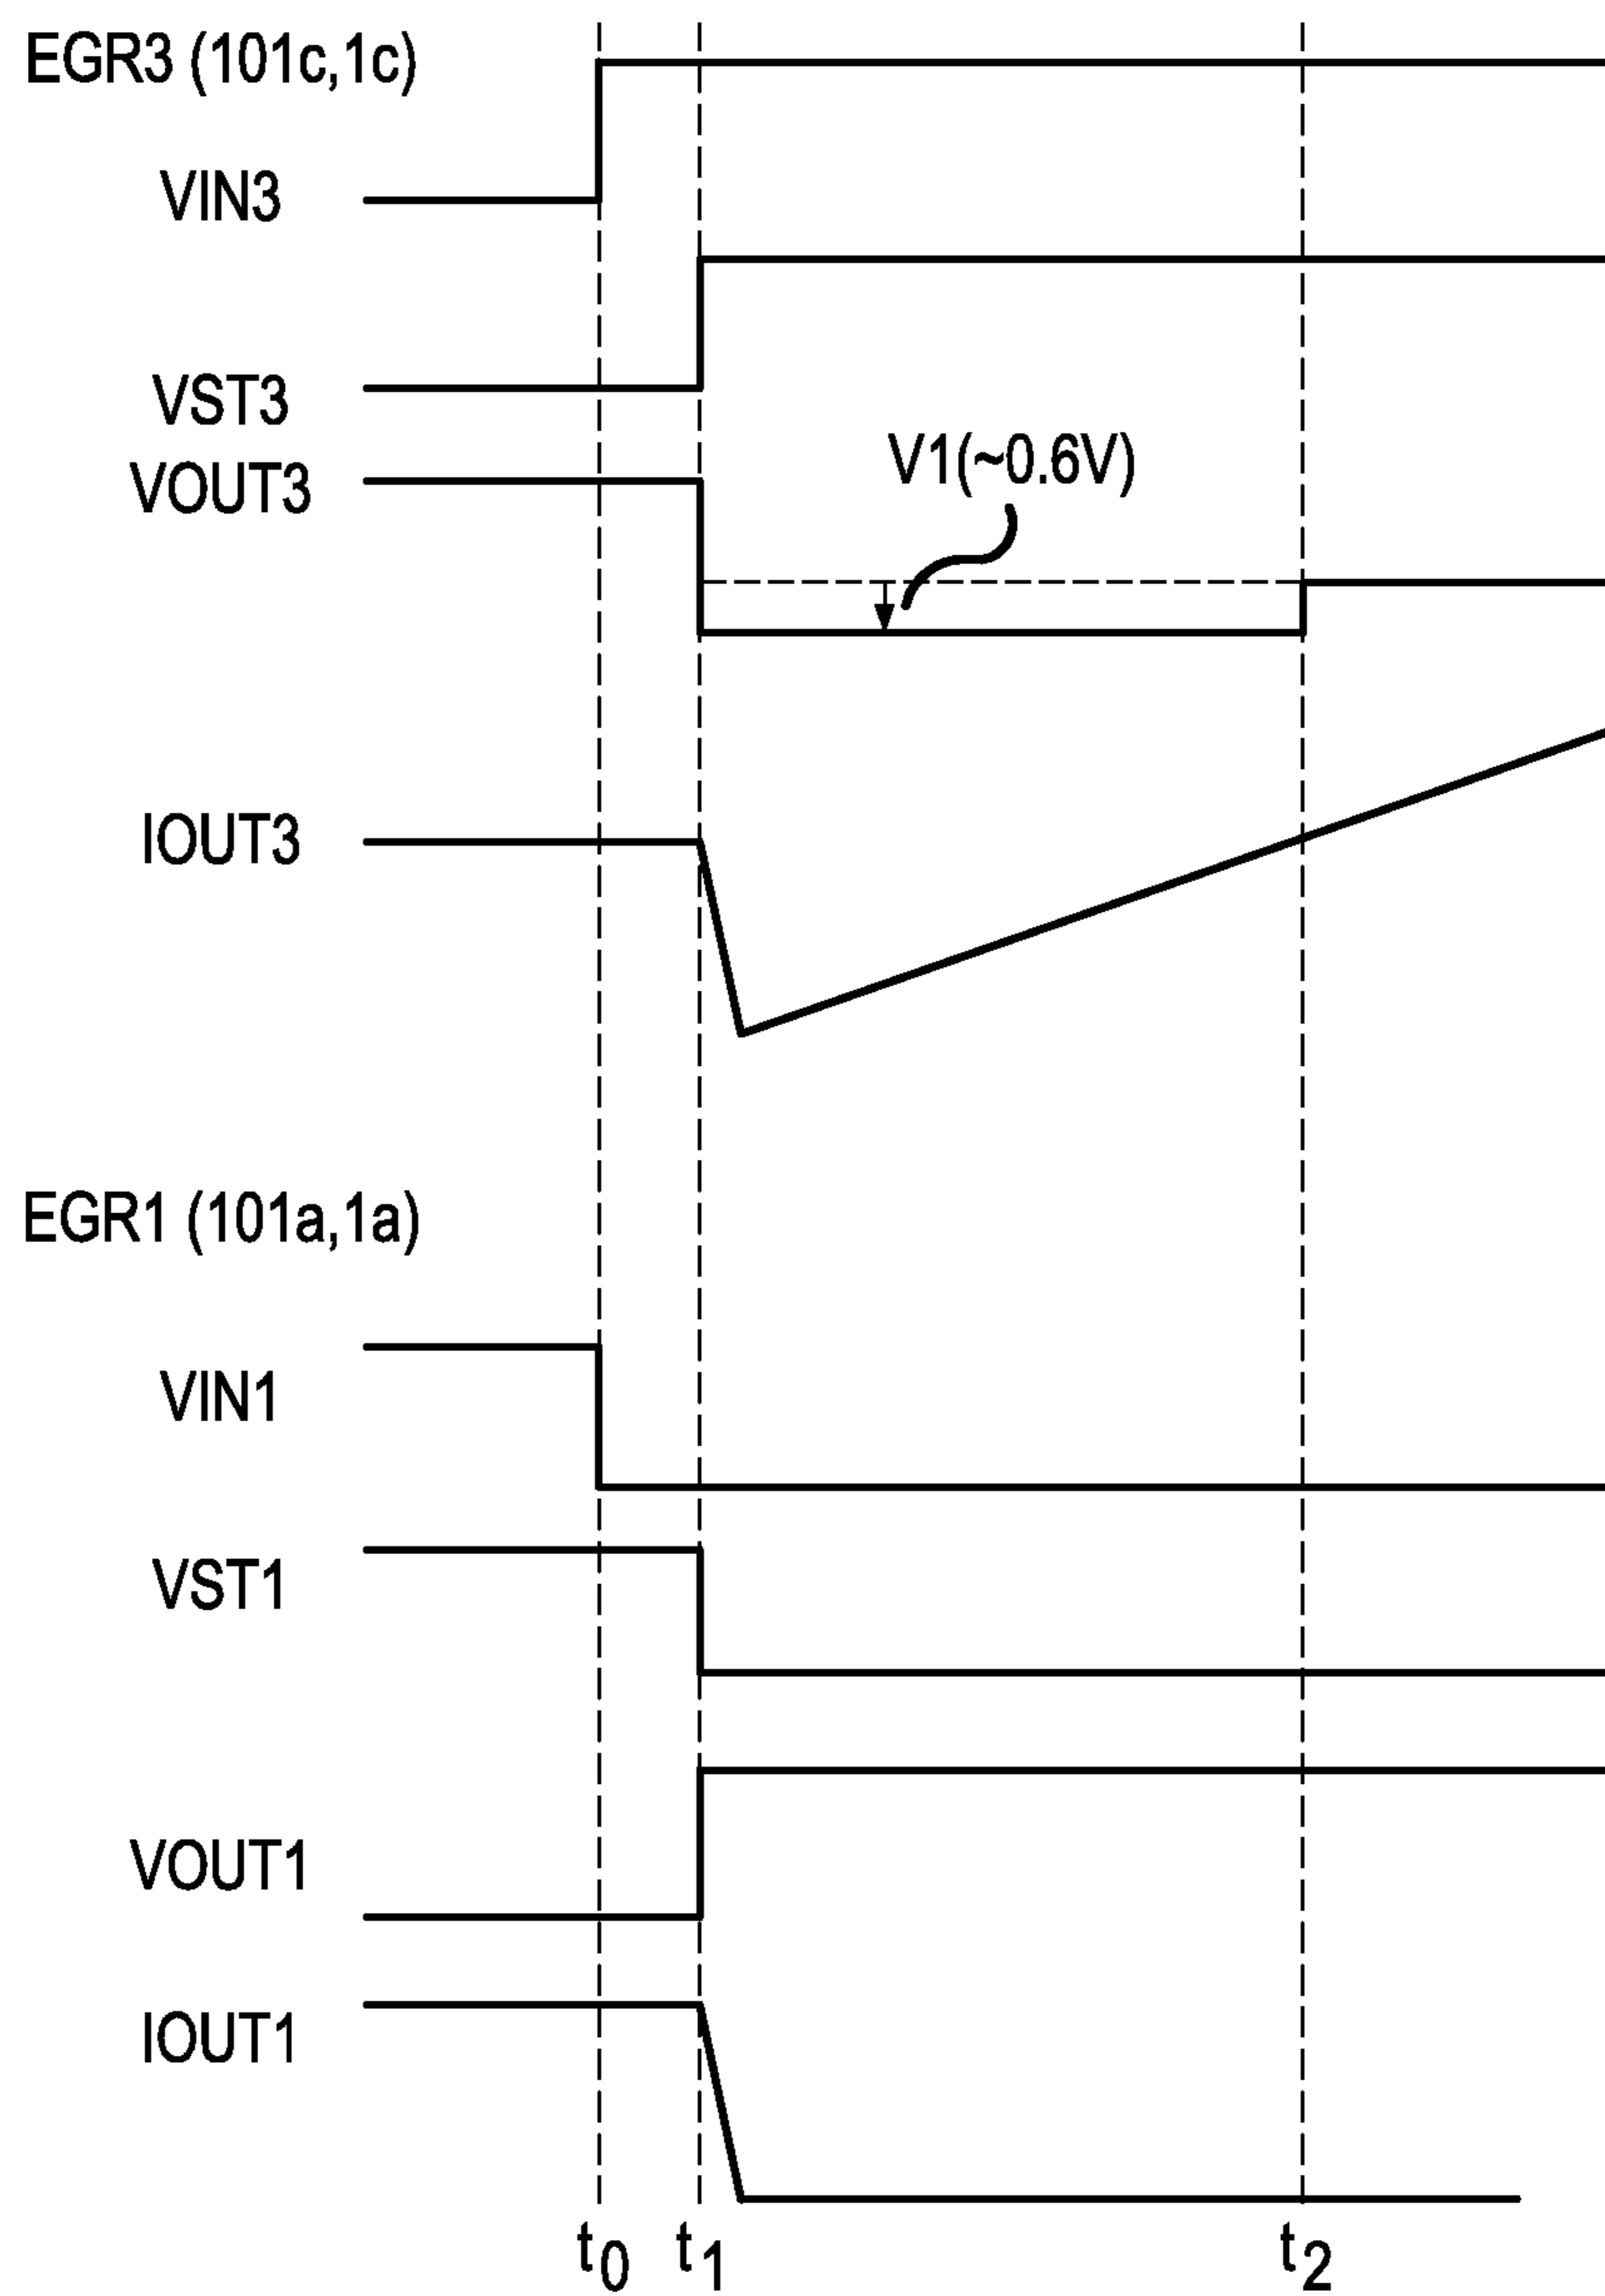 EGR3 (101c,1c)
VIN3
VST3
V1(~0.6V)
VOUT3
IOUT3
EGR1 (101a,1a)
VIN1
VST1
VOUT1
IOUT1
t0 t1 t2